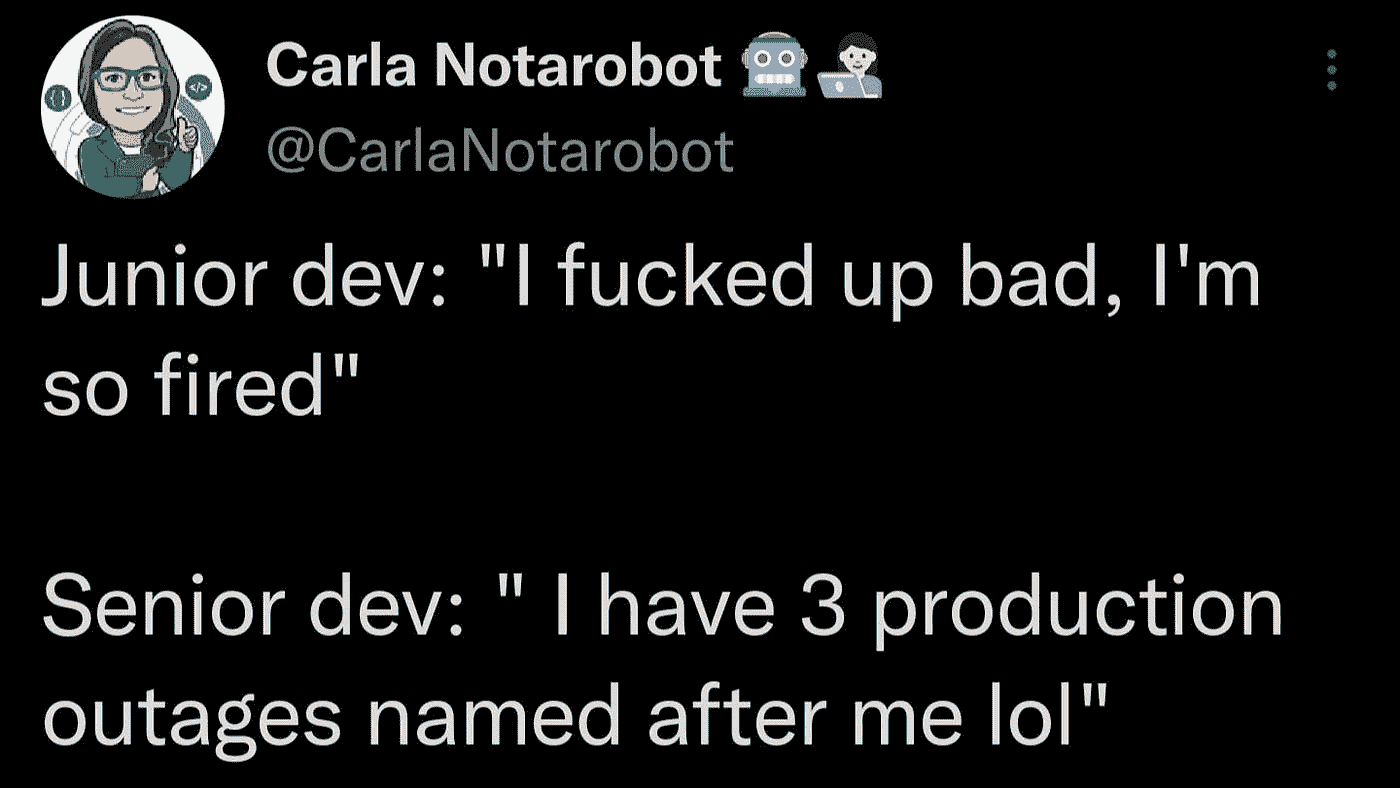 Carla Notarobot 🤖👩🏻‍💻
@CarlaNotarobot
Junior dev: "I fucked up bad, I'm
so fired"
Senior dev: " I have 3 production
outages named after me lol"